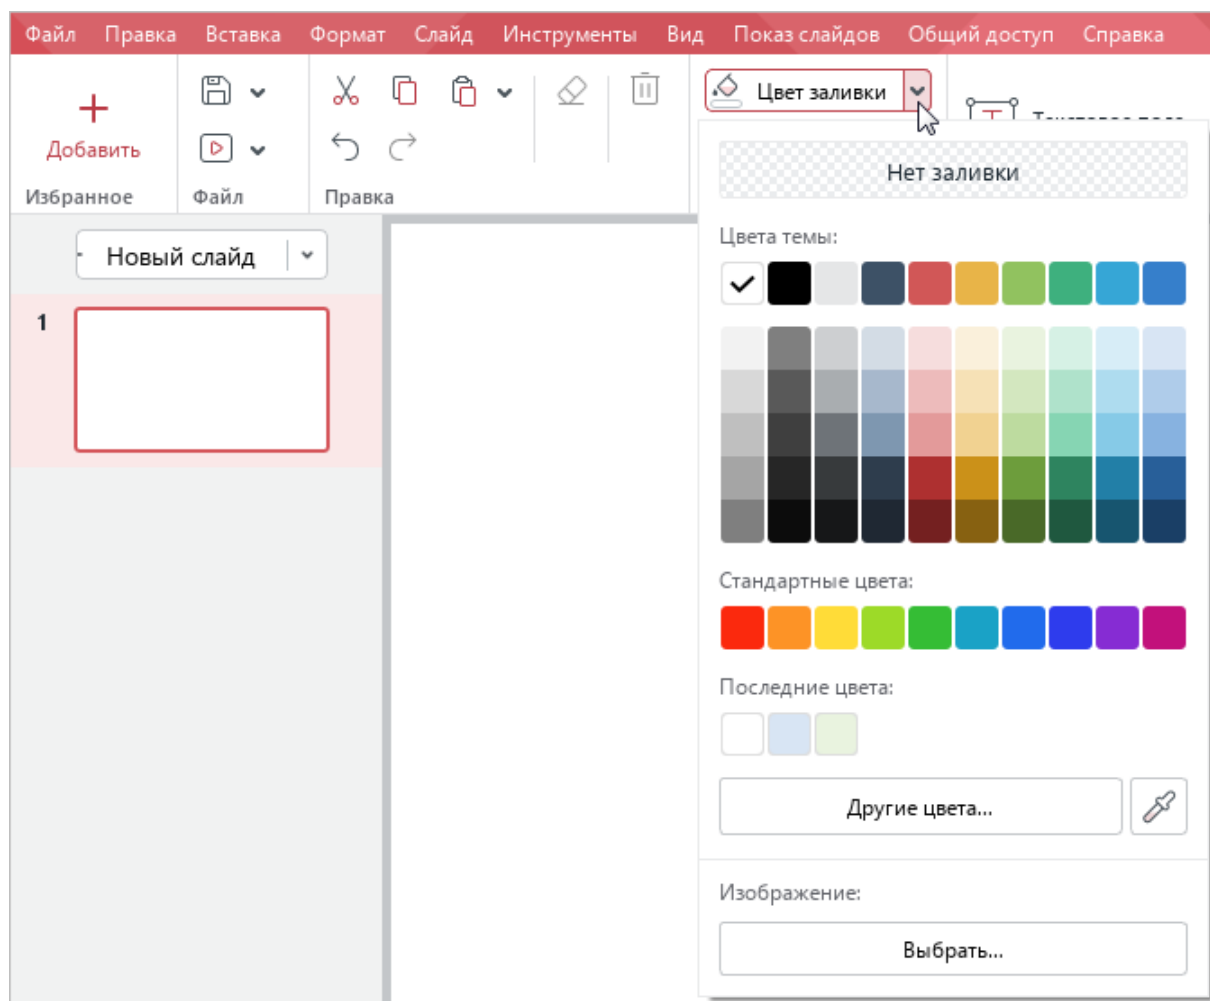 Файл Правка Вставка Формат Слайд Инструменты Вид Показ слайдов Общий доступ Справка
Цвет заливки
Добавить
Избранное Файл Правка
Нет заливки
Новый слайд
Цвета темы:
1
Стандартные цвета:
Последние цвета:
Другие цвета...
Изображение:
Выбрать...